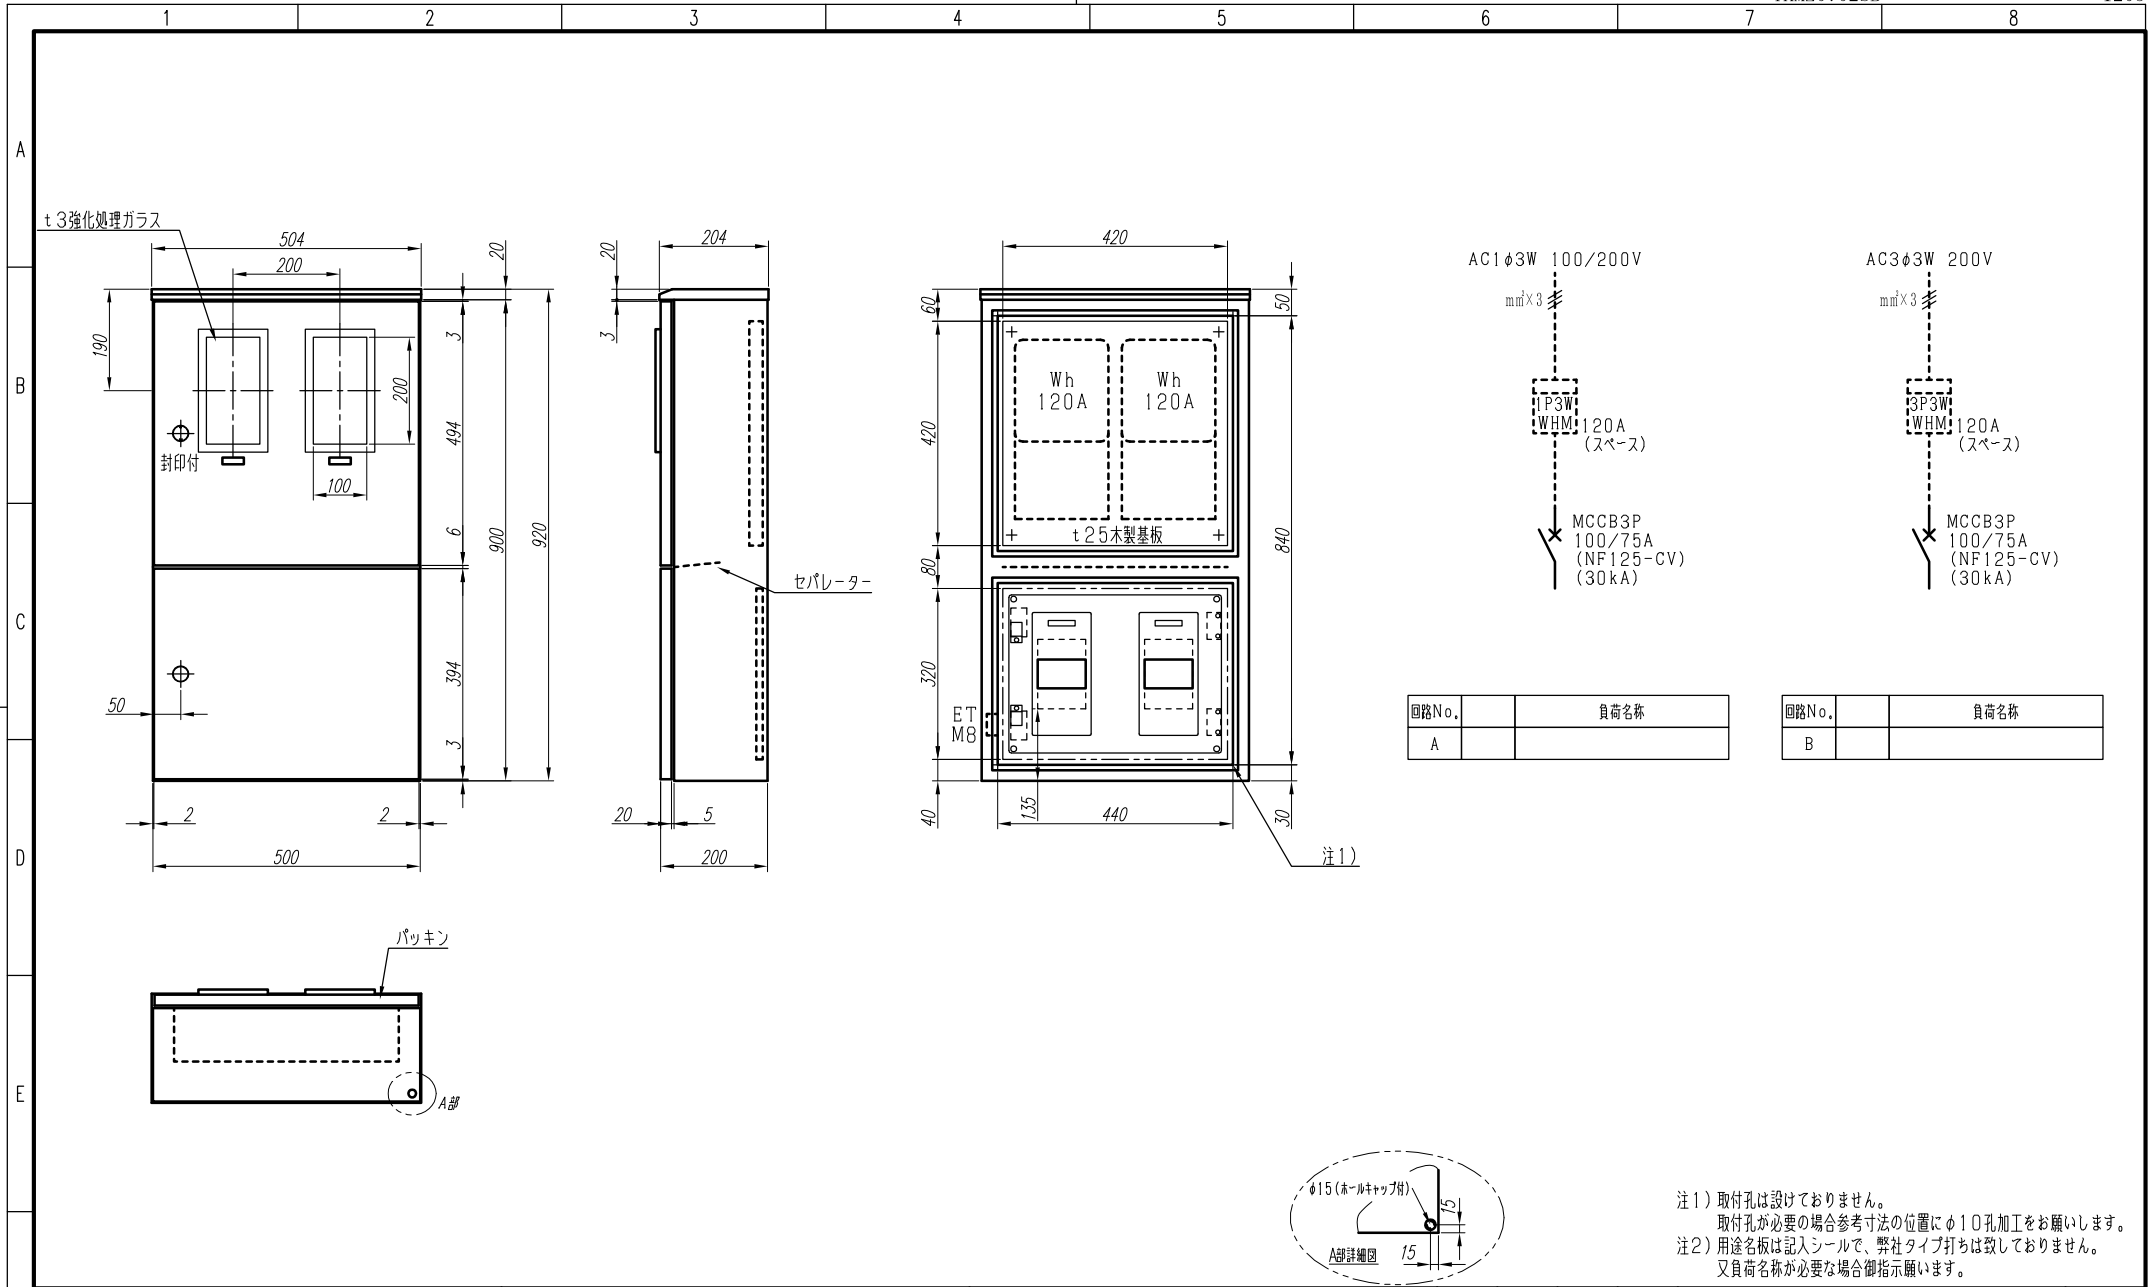 1 2 3 4 5 6 7 8
A
B
C
D
E
t3強化処理ガラス
504
200
20
190
3
200
494
封印付
100
6
900
920
394
50
3
2
2
500
20
204
3
セパレーター
20
5
200
420
60
50
Wh
120A
Wh
120A
420
t25木製基板
840
80
320
ET
M8
135
40
440
30
注1)
AC1φ3W 100/200V
mm²×3
1P3W
WHM
120A
(スペース)
MCCB3P
100/75A
(NF125-CV)
(30kA)
AC3φ3W 200V
mm²×3
3P3W
WHM
120A
(スペース)
MCCB3P
100/75A
(NF125-CV)
(30kA)
回路No. 負荷名称
A
回路No. 負荷名称
B
パッキン
A部
φ15(ホールキャップ付)
15
15
A部詳細図
注1)取付孔は設けておりません。
取付孔が必要の場合参考寸法の位置にφ10孔加工をお願いします。
注2)用途名板は記入シールで、弊社タイプ打ちは致しておりません。
又負荷名称が必要な場合御指示願います。